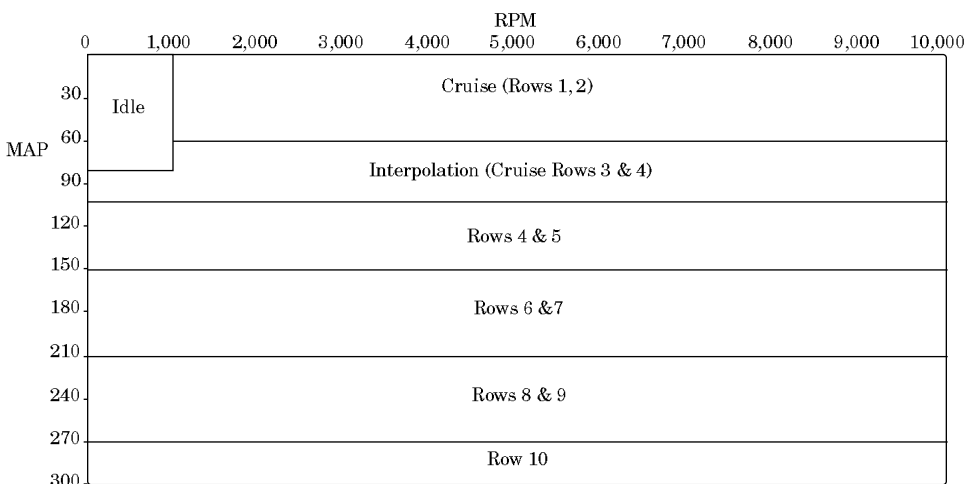 RPM
0 1,000 2,000 3,000 4,000 5,000 6,000 7,000 8,000 9,000 10,000
Cruise (Rows 1, 2)
30
Idle
60
MAP
Interpolation (Cruise Rows 3 & 4)
90
120
Rows 4 & 5
150
180
Rows 6 &7
210
240
Rows 8 & 9
270
Row 10
300